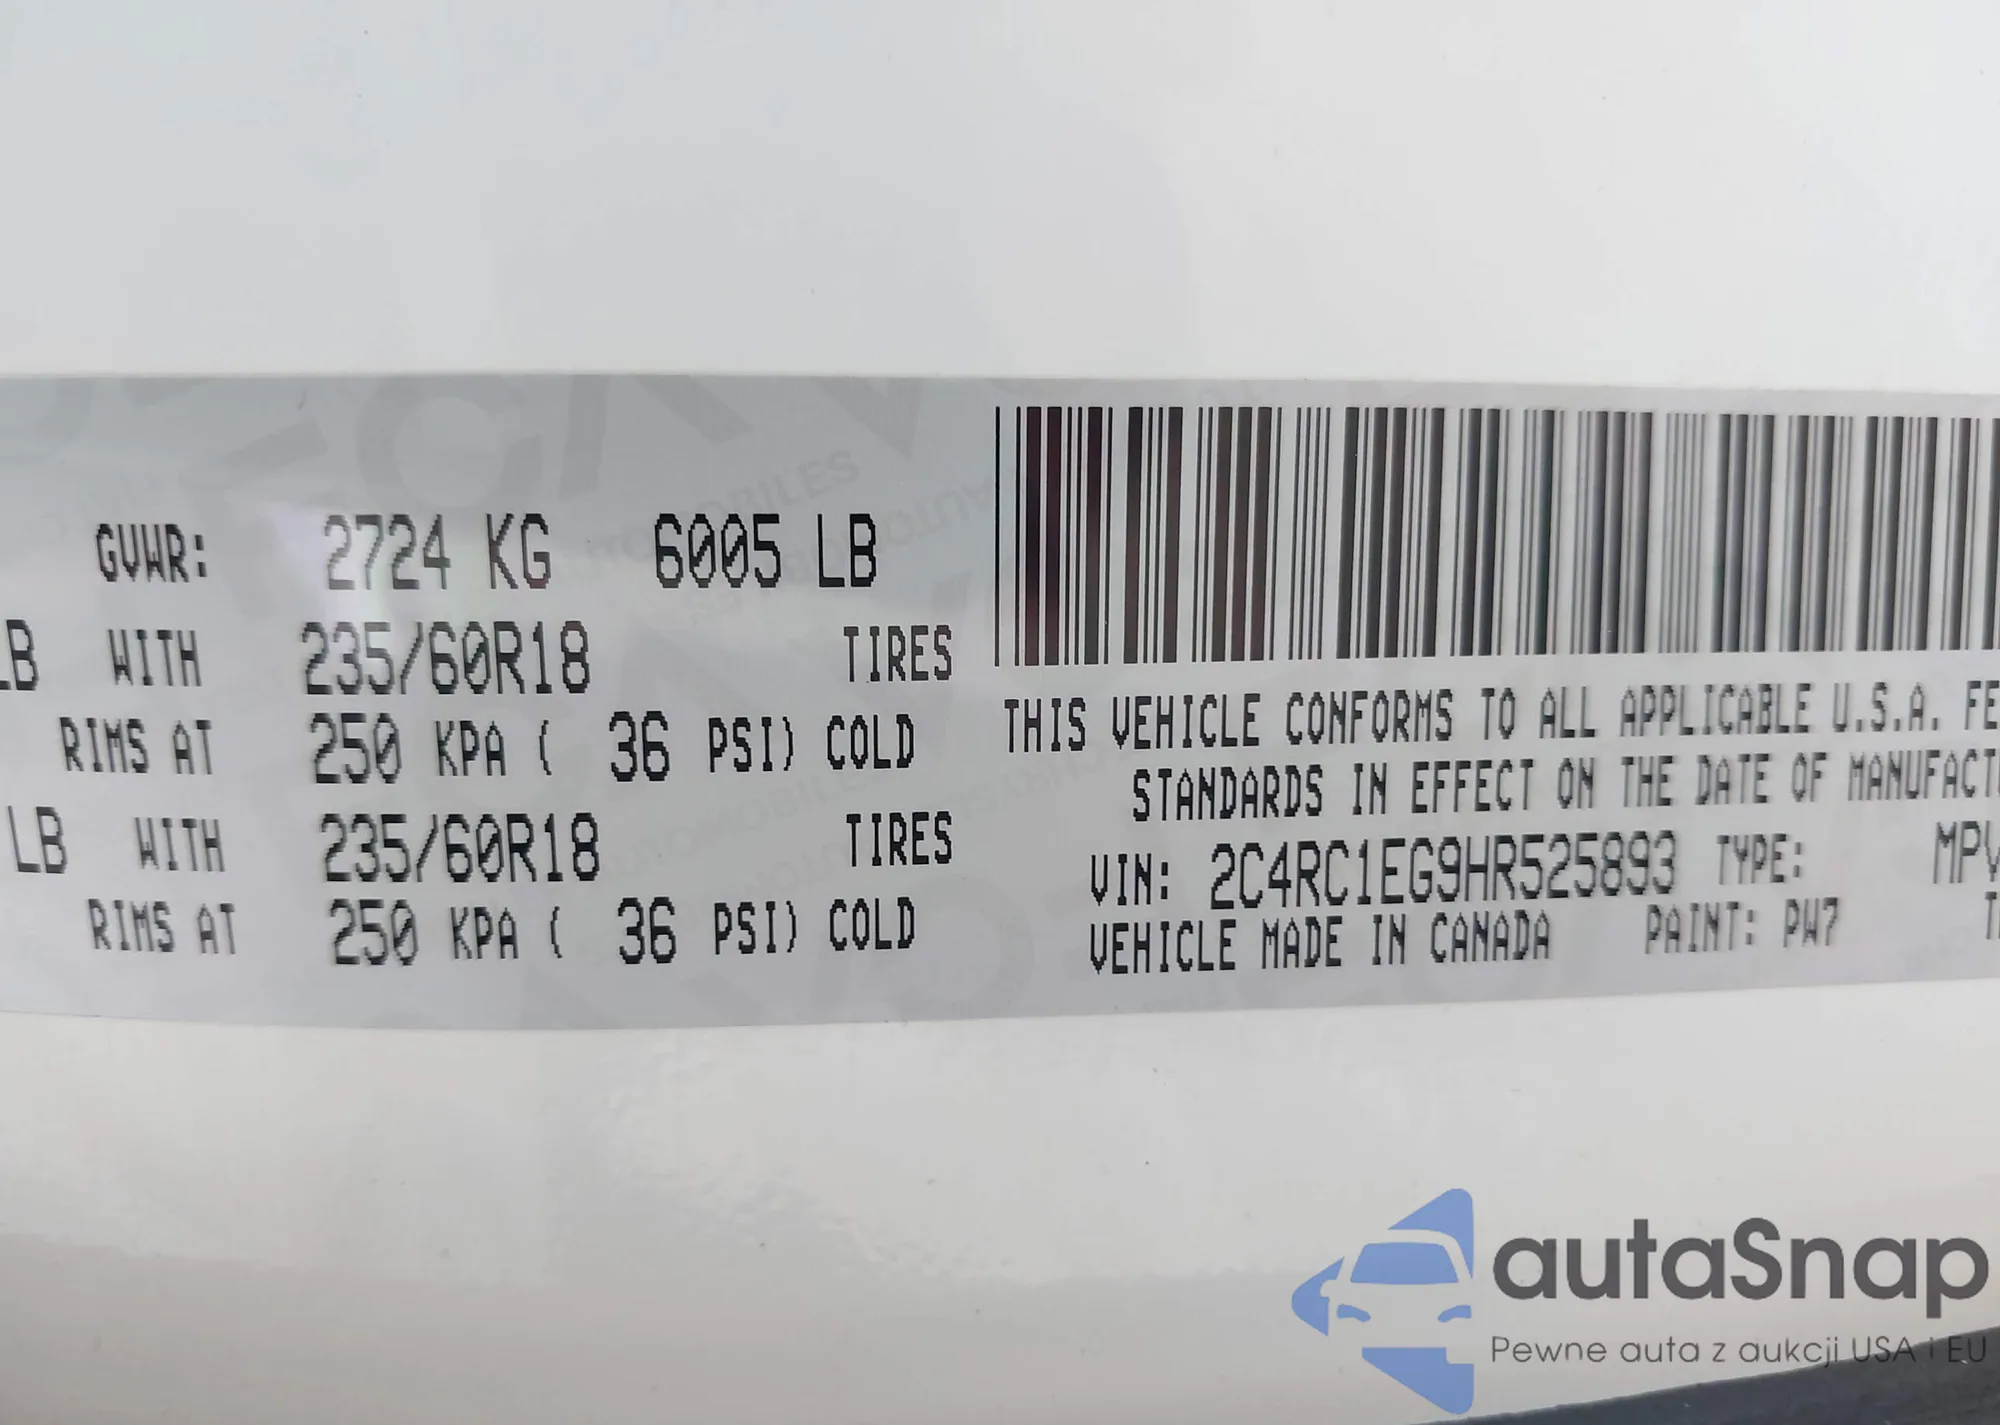 GVWR: 2724 KG 6005 LB
LB WITH 235/60R18 TIRES
RIMS AT 250 KPA ( 36 PSI) COLD
LB WITH 235/60R18 TIRES
RIMS AT 250 KPA ( 36 PSI) COLD
THIS VEHICLE CONFORMS TO ALL APPLICABLE U.S.A. FE
STANDARDS IN EFFECT ON THE DATE OF MANUFACT
VIN: 2C4RC1EG9HR525893 TYPE: MPV
VEHICLE MADE IN CANADA PAINT: PW7 T
autaSnap
Pewne auta z aukcji USA i EU